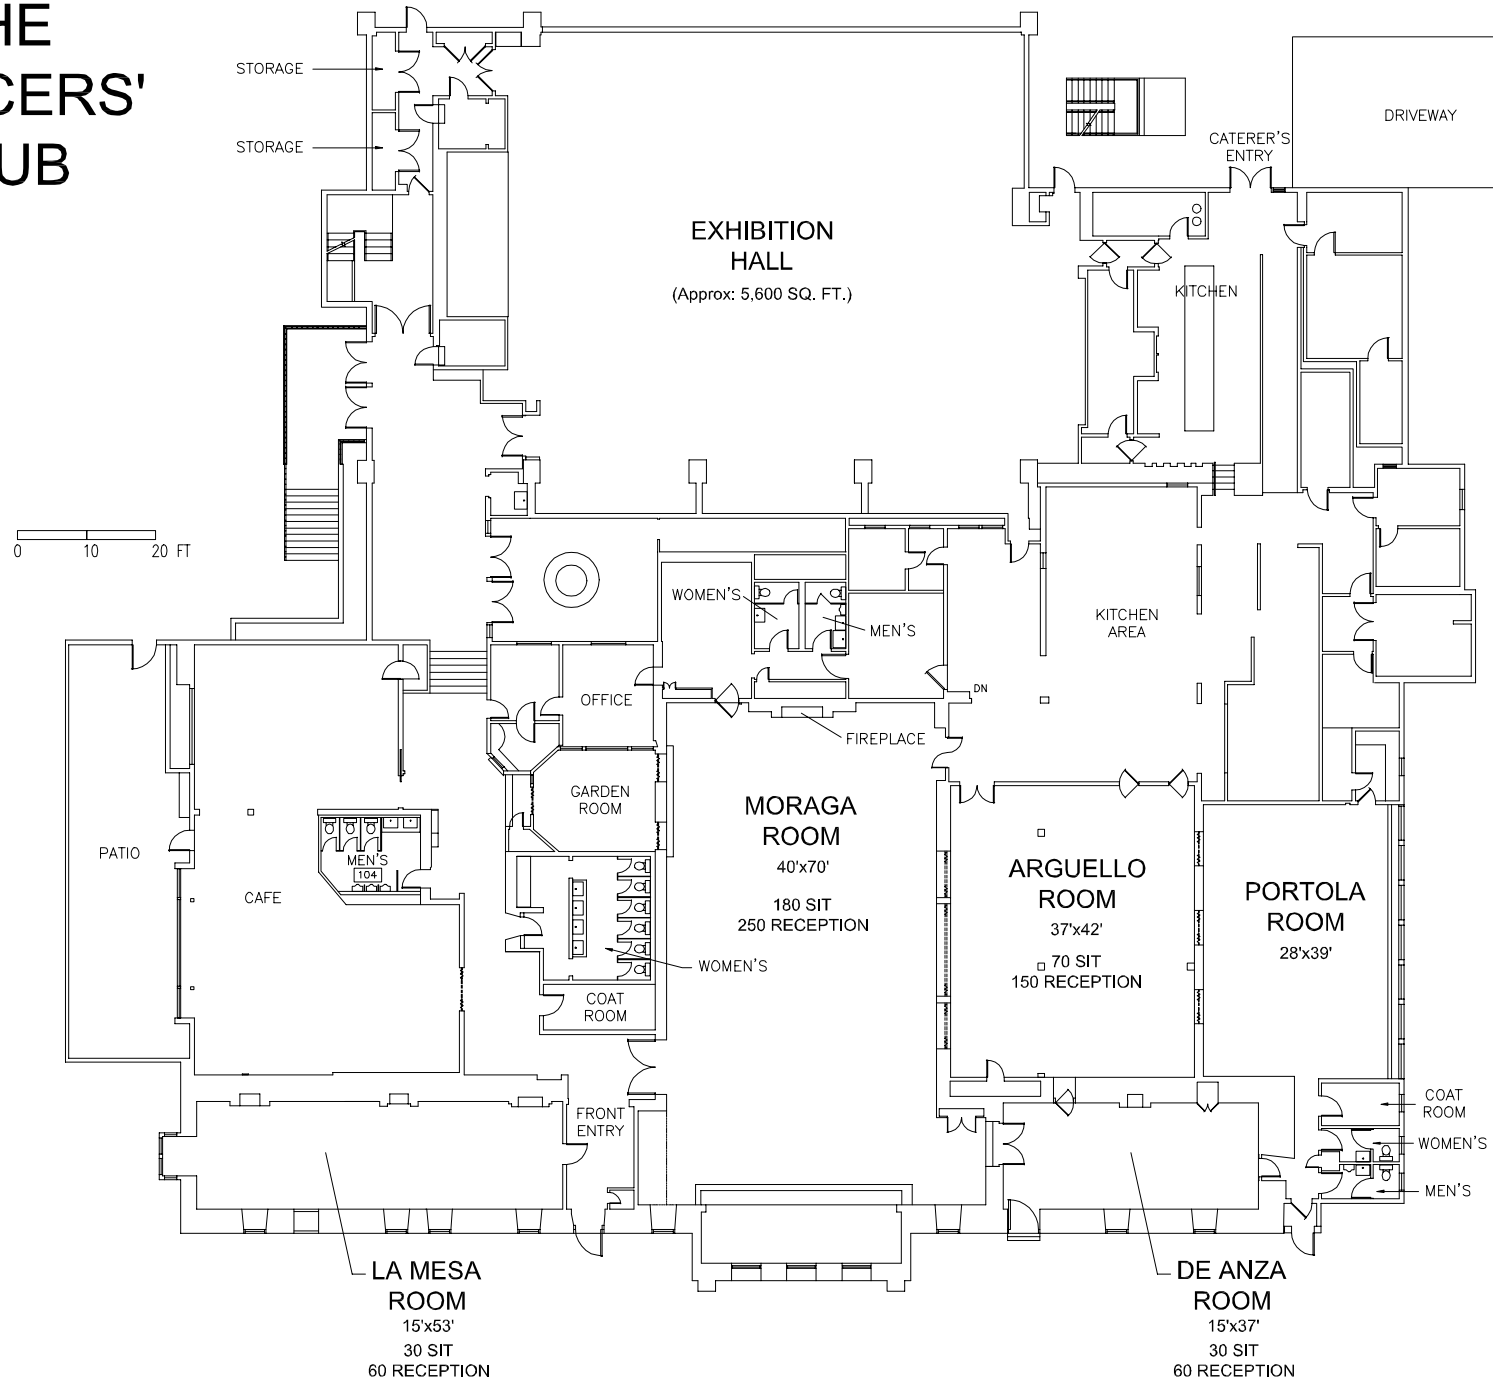 HE
CERS'
UB
STORAGE
STORAGE
EXHIBITION
HALL
(Approx: 5,600 SQ. FT.)
DRIVEWAY
CATERER'S
ENTRY
KITCHEN
0 10 20 FT
WOMEN'S
MEN'S
KITCHEN
AREA
DN
OFFICE
FIREPLACE
GARDEN
ROOM
MORAGA
ROOM
40'x70'
180 SIT
250 RECEPTION
PATIO
CAFE
MEN'S
104
ARGUELLO
ROOM
37'x42'
70 SIT
150 RECEPTION
PORTOLA
ROOM
28'x39'
WOMEN'S
COAT
ROOM
FRONT
ENTRY
COAT
ROOM
WOMEN'S
MEN'S
LA MESA
ROOM
15'x53'
30 SIT
60 RECEPTION
DE ANZA
ROOM
15'x37'
30 SIT
60 RECEPTION